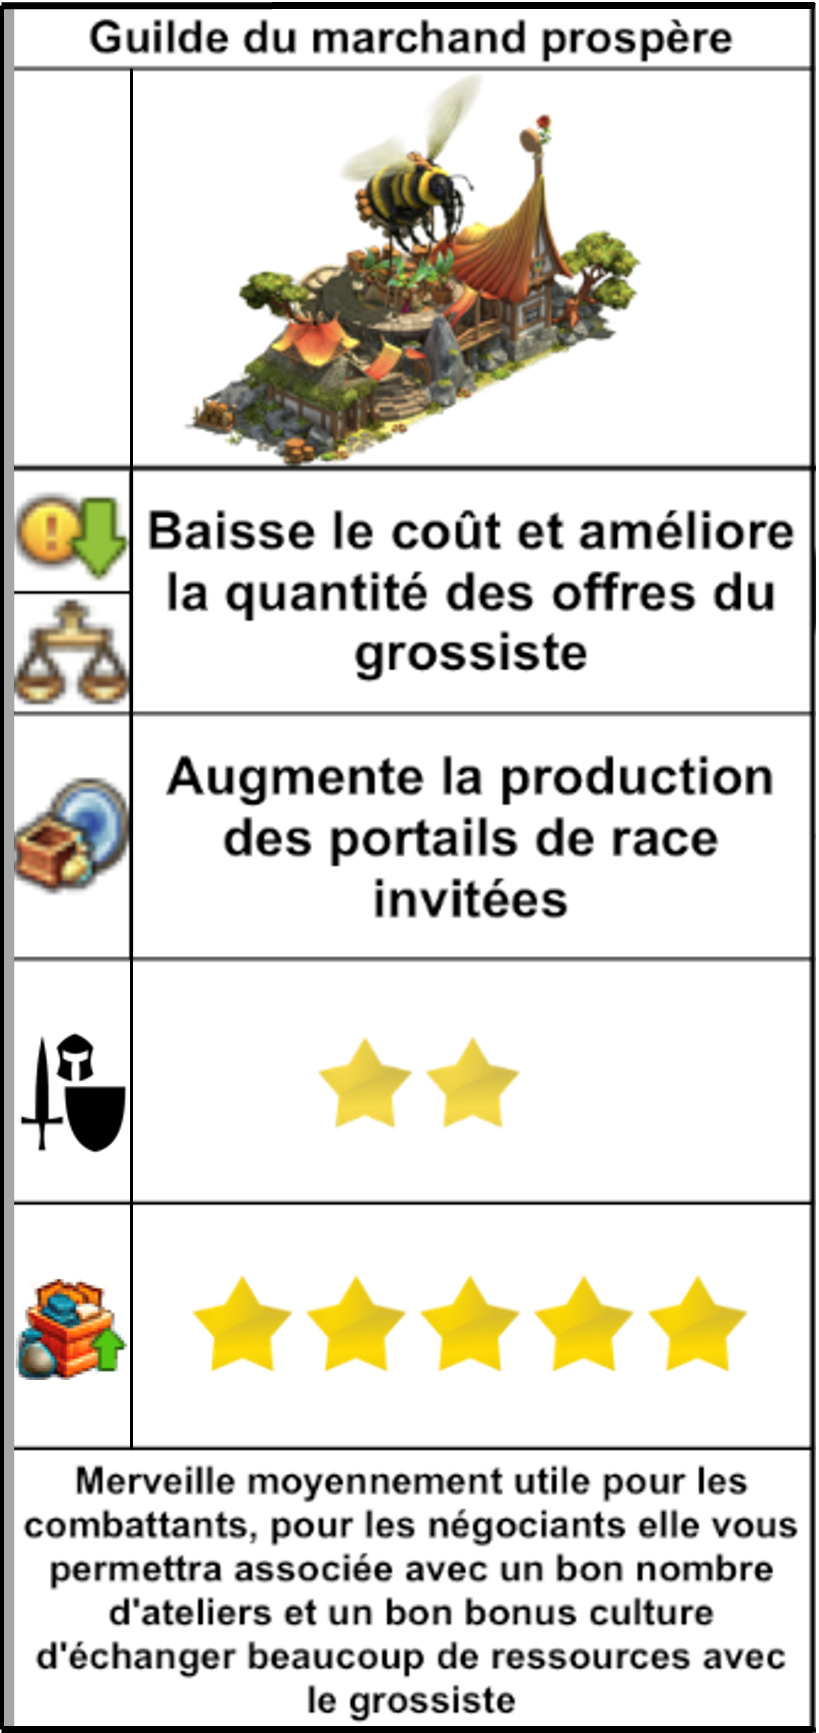 Guilde du marchand prospère
Baisse le coût et améliore
la quantité des offres du
grossiste
Augmente la production
des portails de race
invitées
Merveille moyennement utile pour les
combattants, pour les négociants elle vous
permettra associée avec un bon nombre
d'ateliers et un bon bonus culture
d'échanger beaucoup de ressources avec
le grossiste